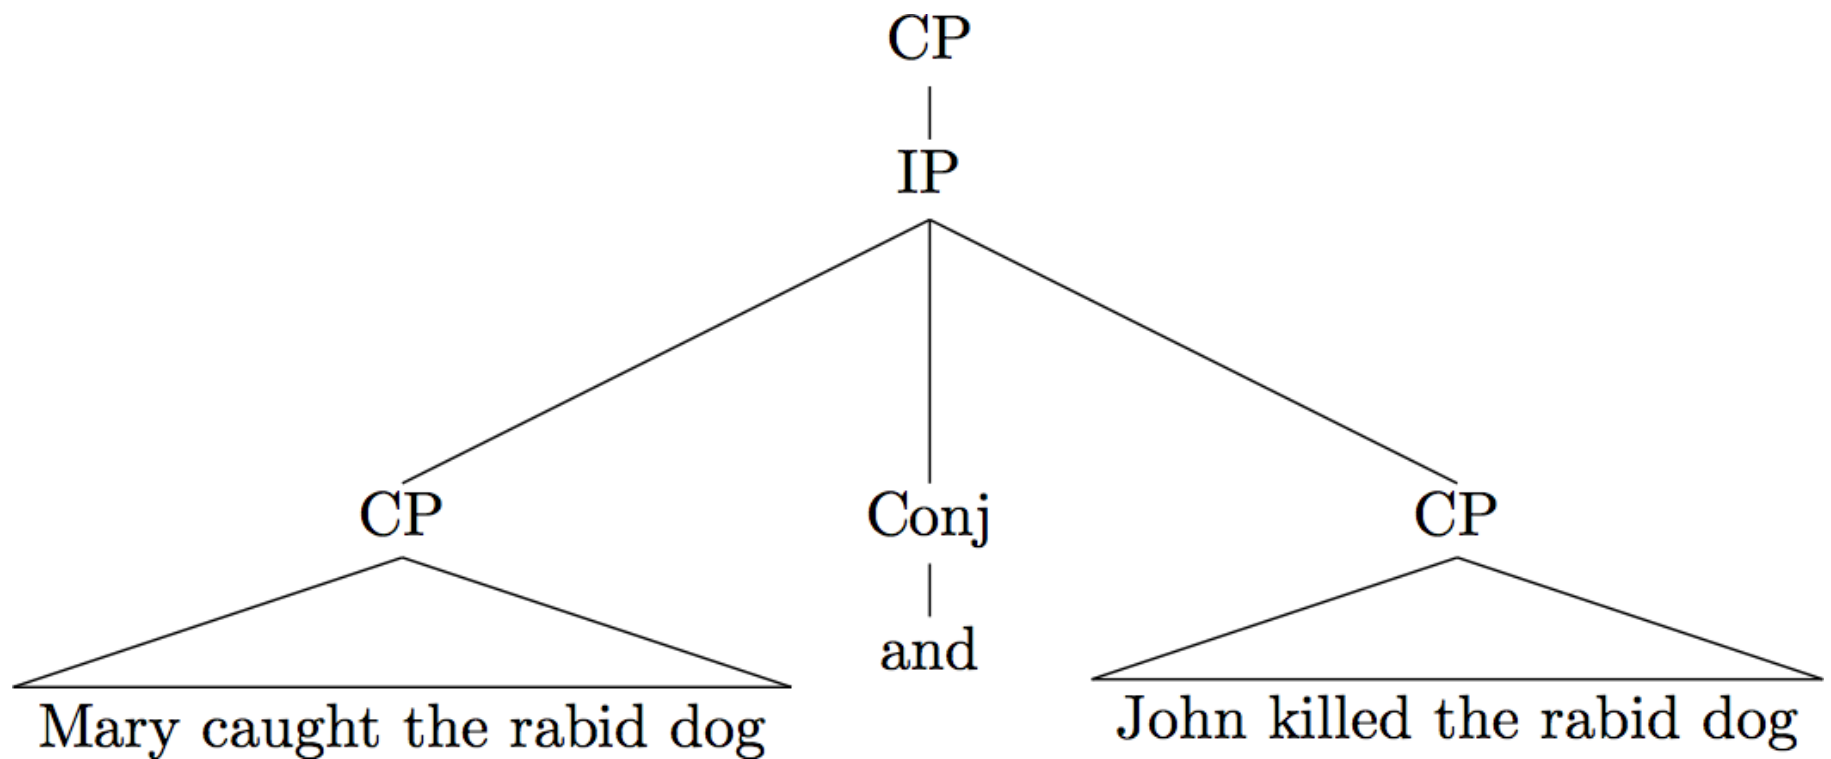 CP
IP
CP Conj CP
and
Mary caught the rabid dog John killed the rabid dog